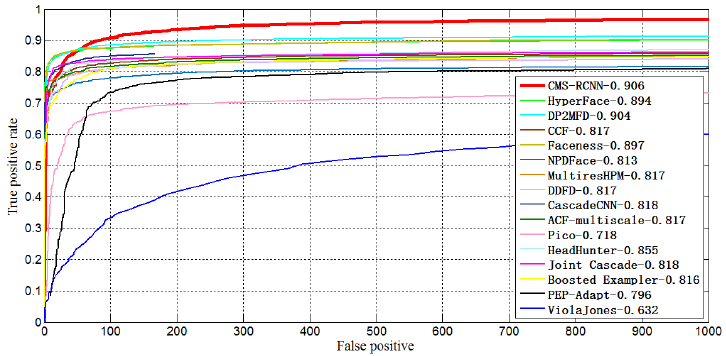 1
0.9
0.8
0.7
0.6
0.5
0.4
0.3
0.2
0.1
0
True positive rate
CMS-RCNN-0.906
HyperFace-0.894
DP2MFD-0.904
CCF-0.817
Faceness-0.897
NPDFace-0.813
MultiresHPM-0.817
DDFD-0.817
CascadeCNN-0.818
ACF-multiscale-0.817
Pico-0.718
HeadHunter-0.855
Joint Cascade-0.818
Boosted Exampler-0.816
PEP-Adapt-0.796
ViolaJones-0.632
0 100 200 300 400 500 600 700 800 900 1000
False positive